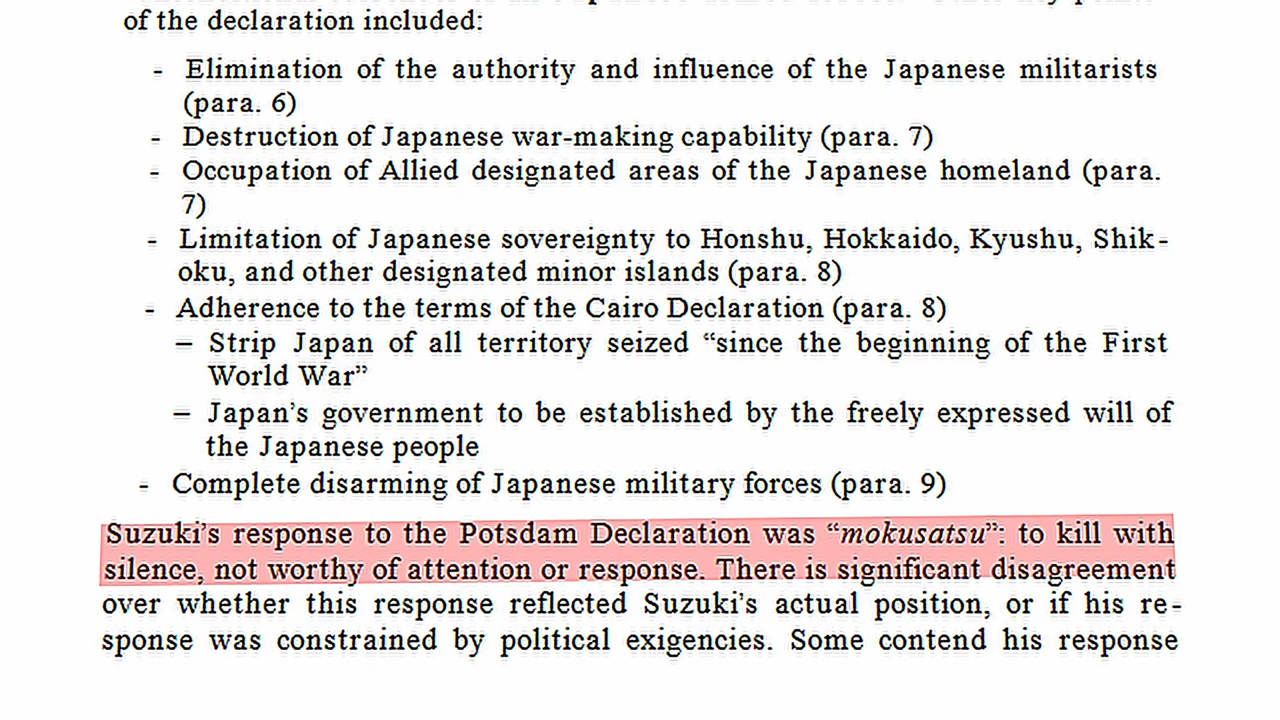 of the declaration included:
- Elimination of the authority and influence of the Japanese militarists
(para. 6)
- Destruction of Japanese war-making capability (para. 7)
- Occupation of Allied designated areas of the Japanese homeland (para.
7)
- Limitation of Japanese sovereignty to Honshu, Hokkaido, Kyushu, Shik-
oku, and other designated minor islands (para. 8)
- Adherence to the terms of the Cairo Declaration (para. 8)
– Strip Japan of all territory seized “since the beginning of the First
World War”
– Japan’s government to be established by the freely expressed will of
the Japanese people
- Complete disarming of Japanese military forces (para. 9)
Suzuki’s response to the Potsdam Declaration was “mokusatsu”: to kill with
silence, not worthy of attention or response. There is significant disagreement
over whether this response reflected Suzuki’s actual position, or if his re-
sponse was constrained by political exigencies. Some contend his response